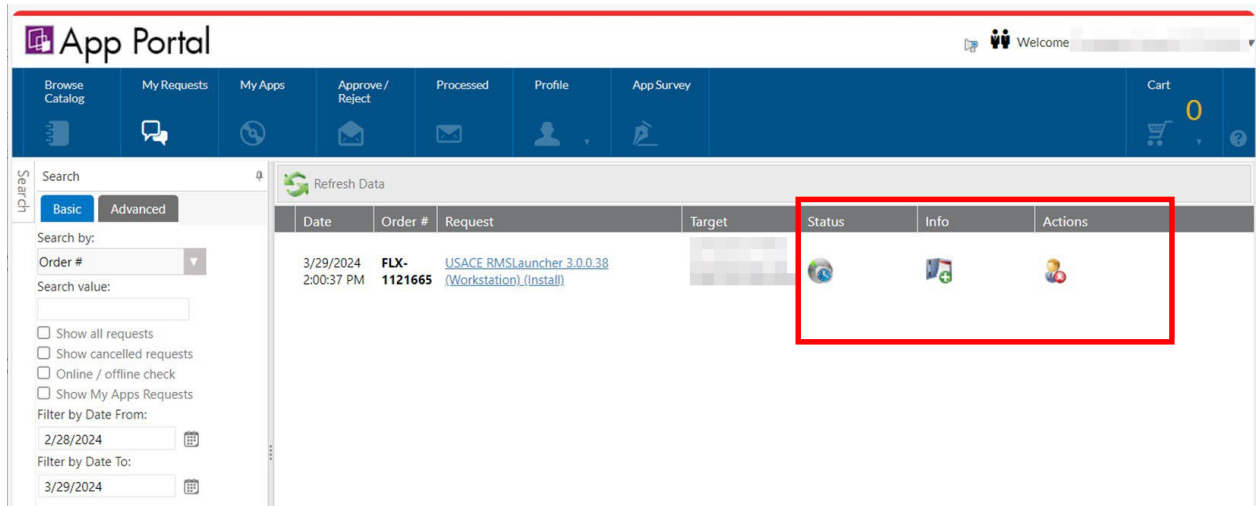 App Portal
Welcome
Browse
Catalog
My Requests
My Apps
Approve /
Reject
Processed
Profile
App Survey
Cart
0
Search
Search
Basic
Advanced
Search by:
Order #
Search value:
Show all requests
Show cancelled requests
Online / offline check
Show My Apps Requests
Filter by Date From:
2/28/2024
Filter by Date To:
3/29/2024
Refresh Data
Date
Order #
Request
Target
Status
Info
Actions
3/29/2024
2:00:37 PM
FLX-
1121665
USACE RMSLauncher 3.0.0.38
(Workstation) (Install)